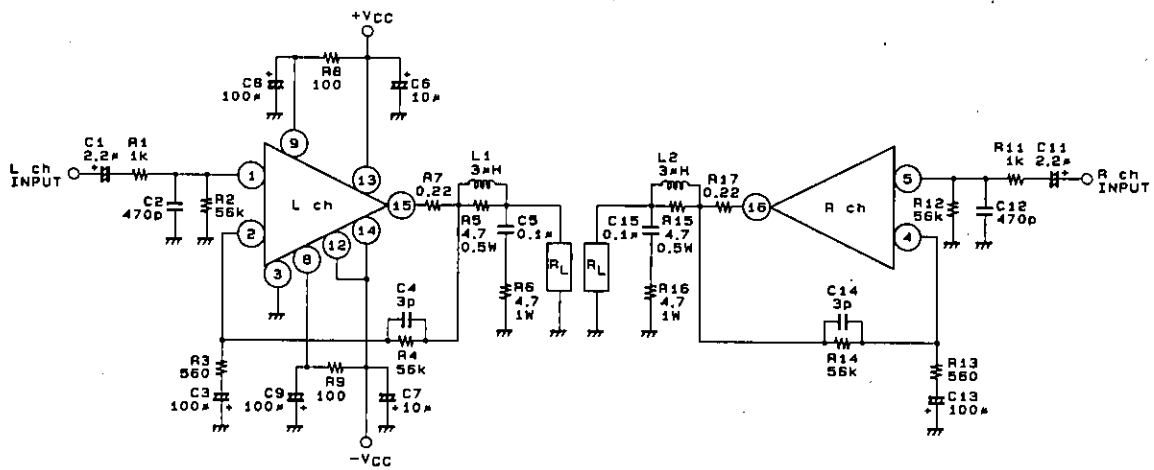 +VCC
C8
100µ
R8
100
C6
10µ
L ch
INPUT
C1
2.2µ
R1
1k
C2
470p
R2
56k
1
2
3
9
13
L ch
15
8
12
14
R7
0.22
L1
3µH
R5
4.7
0.5W
C5
0.1µ
R6
4.7
1W
RL
C4
3p
R4
56k
R3
560
C3
100µ
C9
100µ
R9
100
C7
10µ
-VCC
RL
L2
3µH
C15
0.1µ
R15
4.7
0.5W
R16
4.7
1W
R17
0.22
16
R ch
5
4
R11
1k
C11
2.2µ
R ch
INPUT
R12
56k
C12
470p
C14
3p
R14
56k
R13
560
C13
100µ